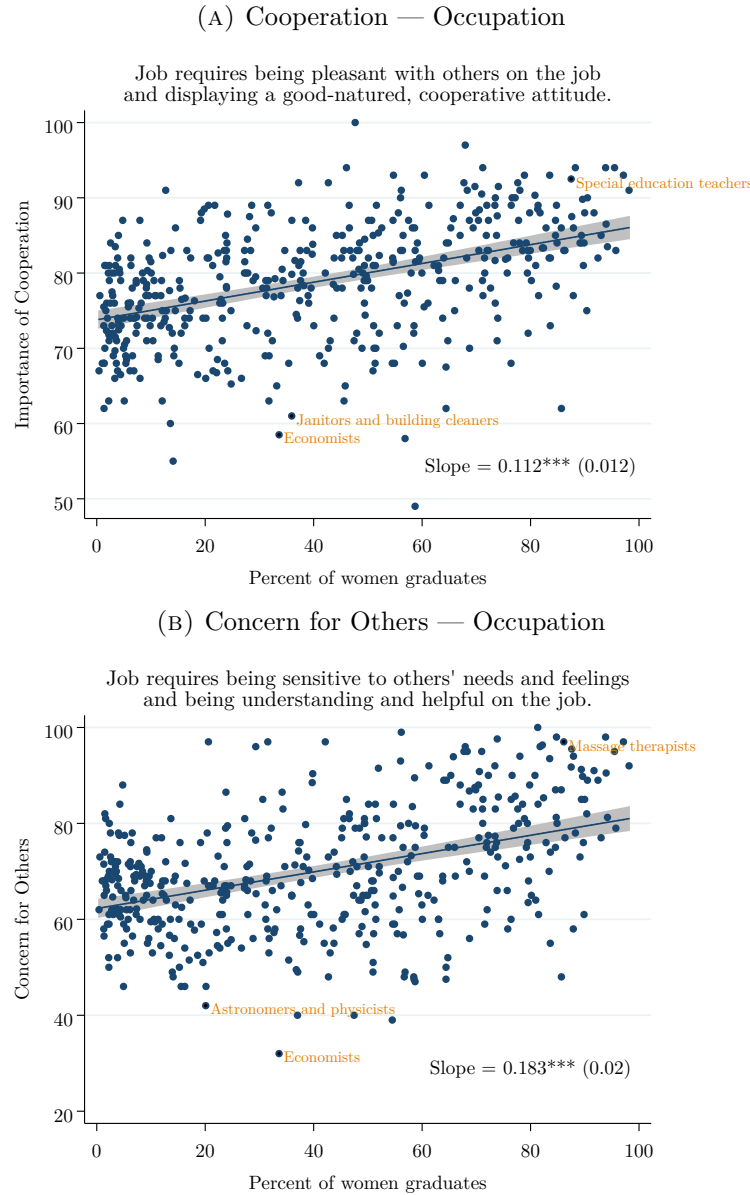 (A) Cooperation — Occupation
Job requires being pleasant with others on the job
and displaying a good-natured, cooperative attitude.
Importance of Cooperation
100
90
80
70
60
50
Special education teachers
Janitors and building cleaners
Economists
Slope = 0.112*** (0.012)
0 20 40 60 80 100
Percent of women graduates
(B) Concern for Others — Occupation
Job requires being sensitive to others' needs and feelings
and being understanding and helpful on the job.
Concern for Others
100
80
60
40
20
Massage therapists
Astronomers and physicists
Economists
Slope = 0.183*** (0.02)
0 20 40 60 80 100
Percent of women graduates